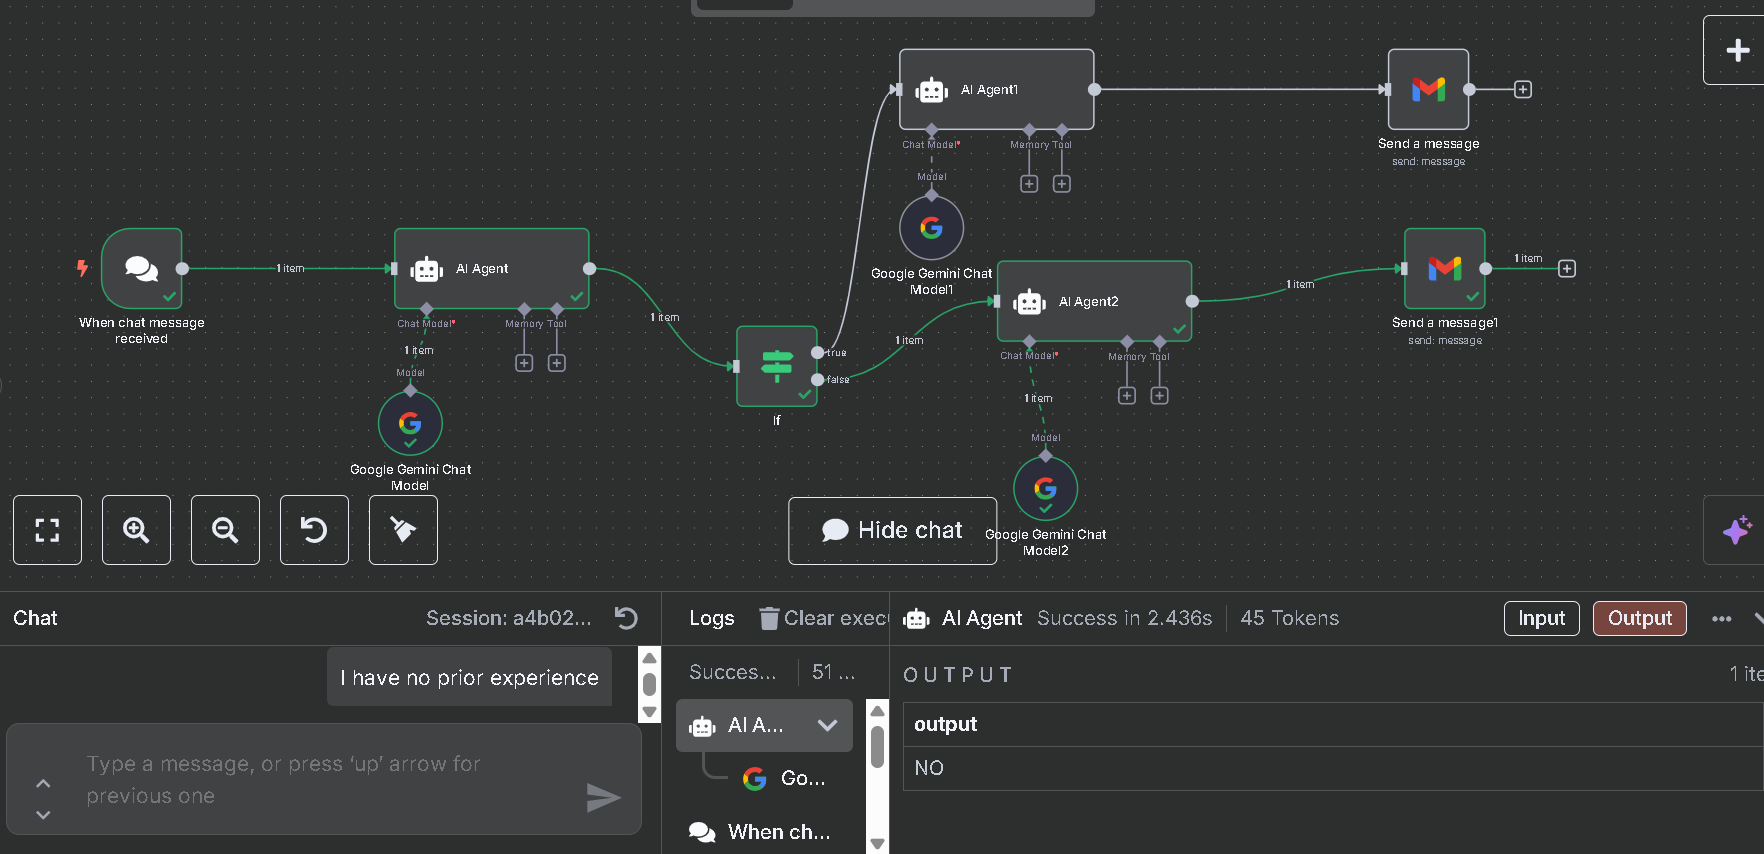 AI Agent1
Chat Model*
Memory
Tool
Model
Google Gemini Chat
Model1
Send a message
send: message
When chat message
received
1 item
AI Agent
Chat Model*
Memory
Tool
1 item
Model
Google Gemini Chat
Model
1 item
If
true
false
1 item
AI Agent2
Chat Model*
Memory
Tool
1 item
Model
Google Gemini Chat
Model2
1 item
Send a message1
send: message
1 item
Hide chat
Chat
Session: a4b02...
I have no prior experience
Type a message, or press ‘up’ arrow for
previous one
Logs
Clear execu
Succes...
51 ...
AI A...
Go...
When ch...
AI Agent
Success in 2.436s
45 Tokens
Input
Output
OUTPUT
1 ite
output
NO